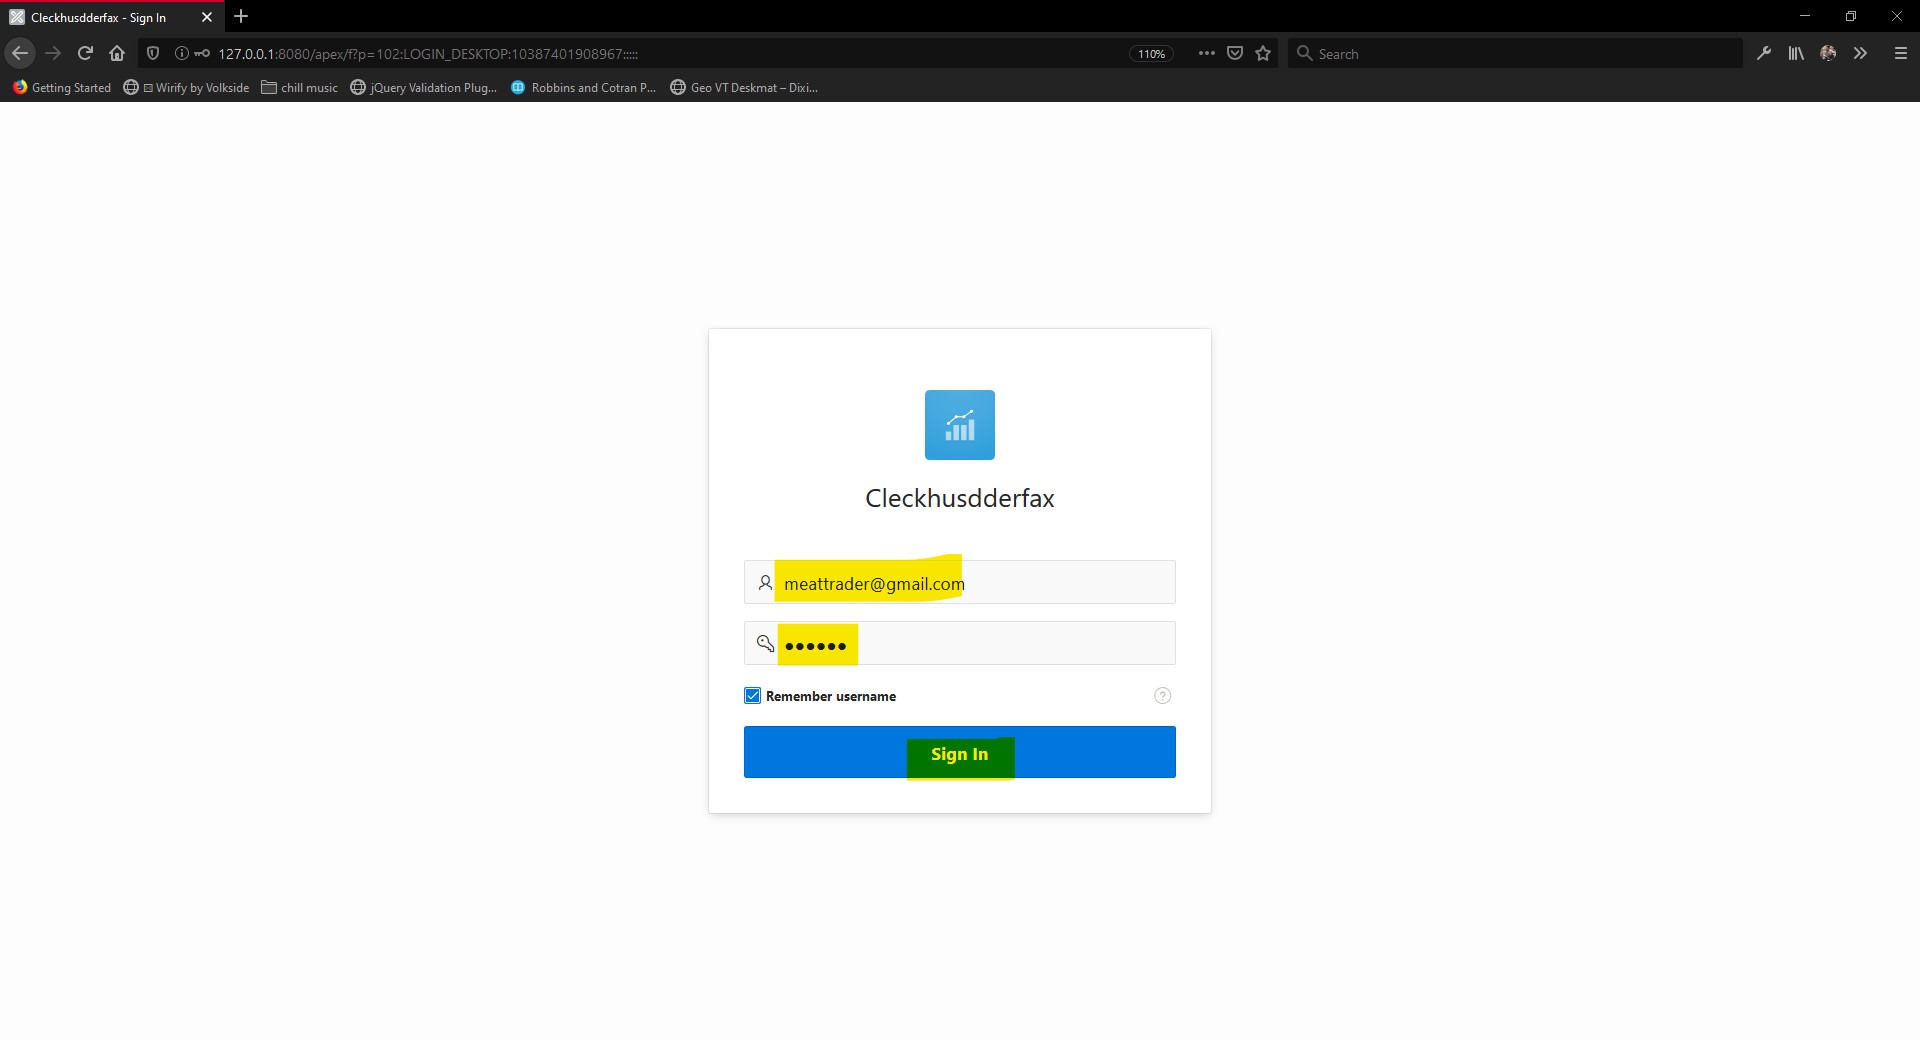 Cleckhusdderfax - Sign In
127.0.0.1:8080/apex/f?p=102:LOGIN_DESKTOP:10387401908967:::::
110%
Search
Getting Started
Wirify by Volkside
chill music
jQuery Validation Plug...
Robbins and Cotran P...
Geo VT Deskmat – Dixi...
Cleckhusdderfax
meattrader@gmail.com
••••••
Remember username
?
Sign In